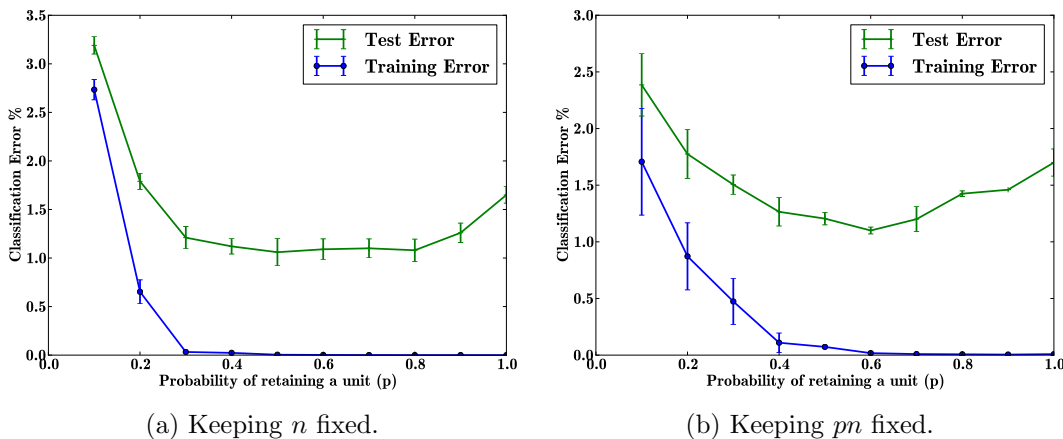 3.5
3.0
2.5
2.0
1.5
1.0
0.5
0.0
0.0
0.2
0.4
0.6
0.8
1.0
Classification Error %
Probability of retaining a unit (p)
Test Error
Training Error
(a) Keeping n fixed.
3.0
2.5
2.0
1.5
1.0
0.5
0.0
0.0
0.2
0.4
0.6
0.8
1.0
Classification Error %
Probability of retaining a unit (p)
Test Error
Training Error
(b) Keeping pn fixed.